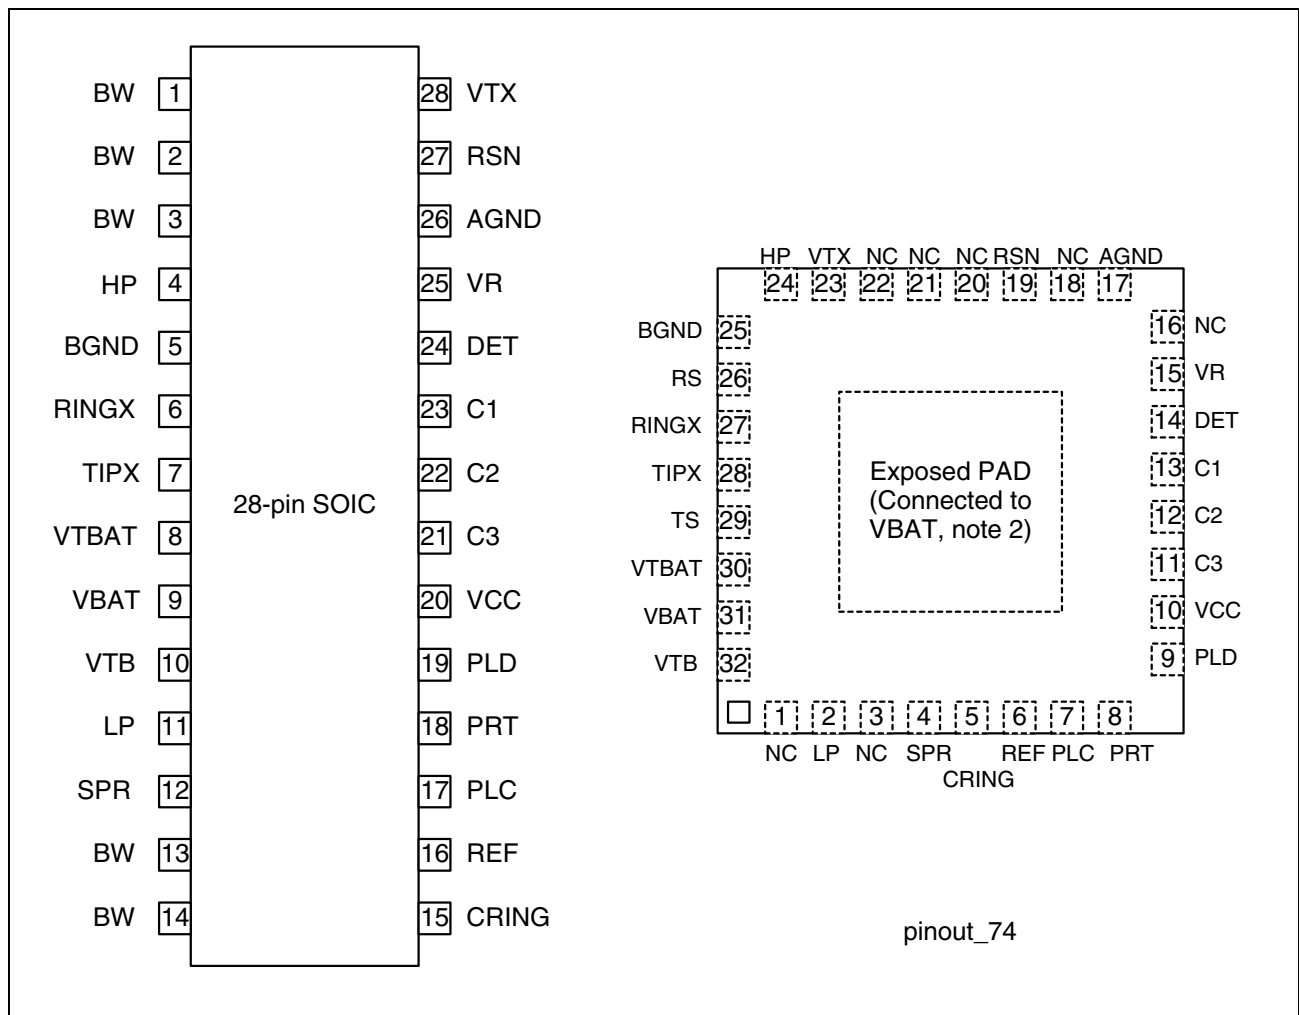 BW 1 28 VTX
BW 2 27 RSN
BW 3 26 AGND
HP 4 25 VR
BGND 5 24 DET
RINGX 6 23 C1
TIPX 7 22 C2
VTBAT 8 21 C3
VBAT 9 20 VCC
VTB 10 19 PLD
LP 11 18 PRT
SPR 12 17 PLC
BW 13 16 REF
BW 14 15 CRING
28-pin SOIC
HP VTX NC NC NC RSN NC AGND
24 23 22 21 20 19 18 17
BGND 25 16 NC
RS 26 15 VR
RINGX 27 14 DET
TIPX 28 13 C1
TS 29 12 C2
VTBAT 30 11 C3
VBAT 31 10 VCC
VTB 32 9 PLD
Exposed PAD
(Connected to
VBAT, note 2)
1 2 3 4 5 6 7 8
NC LP NC SPR REF PLC PRT
CRING
pinout_74